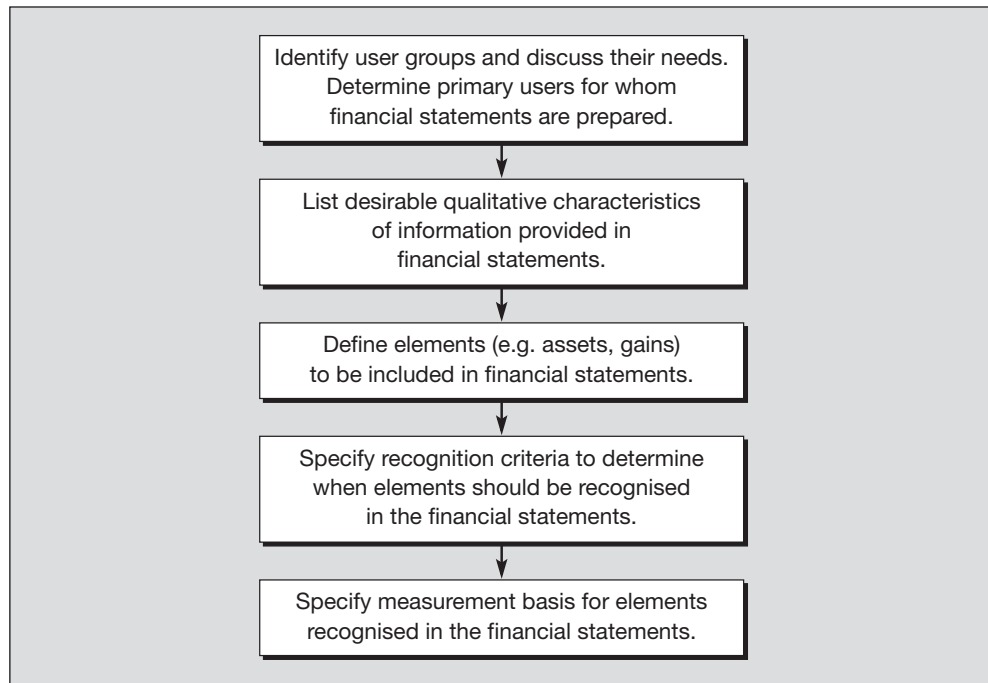 Identify user groups and discuss their needs.
Determine primary users for whom
financial statements are prepared.
List desirable qualitative characteristics
of information provided in
financial statements.
Define elements (e.g. assets, gains)
to be included in financial statements.
Specify recognition criteria to determine
when elements should be recognised
in the financial statements.
Specify measurement basis for elements
recognised in the financial statements.